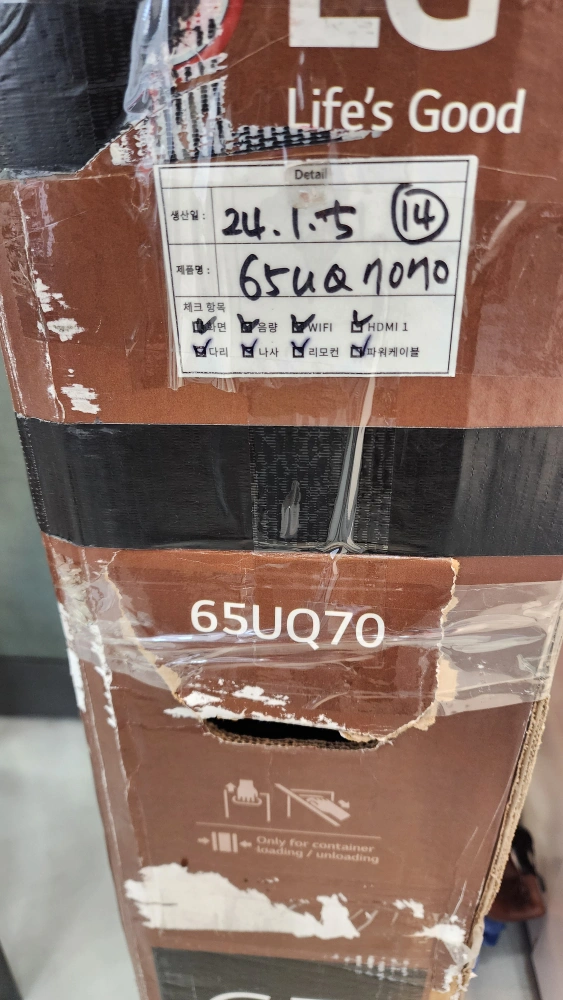 LG
Life's Good
Detail
생산일 : 24.1.5 14
제품명 : 65UQ7070
체크 항목
화면 음량 WIFI HDMI 1
다리 나사 리모컨 파워케이블
65UQ70
Only for container
loading / unloading